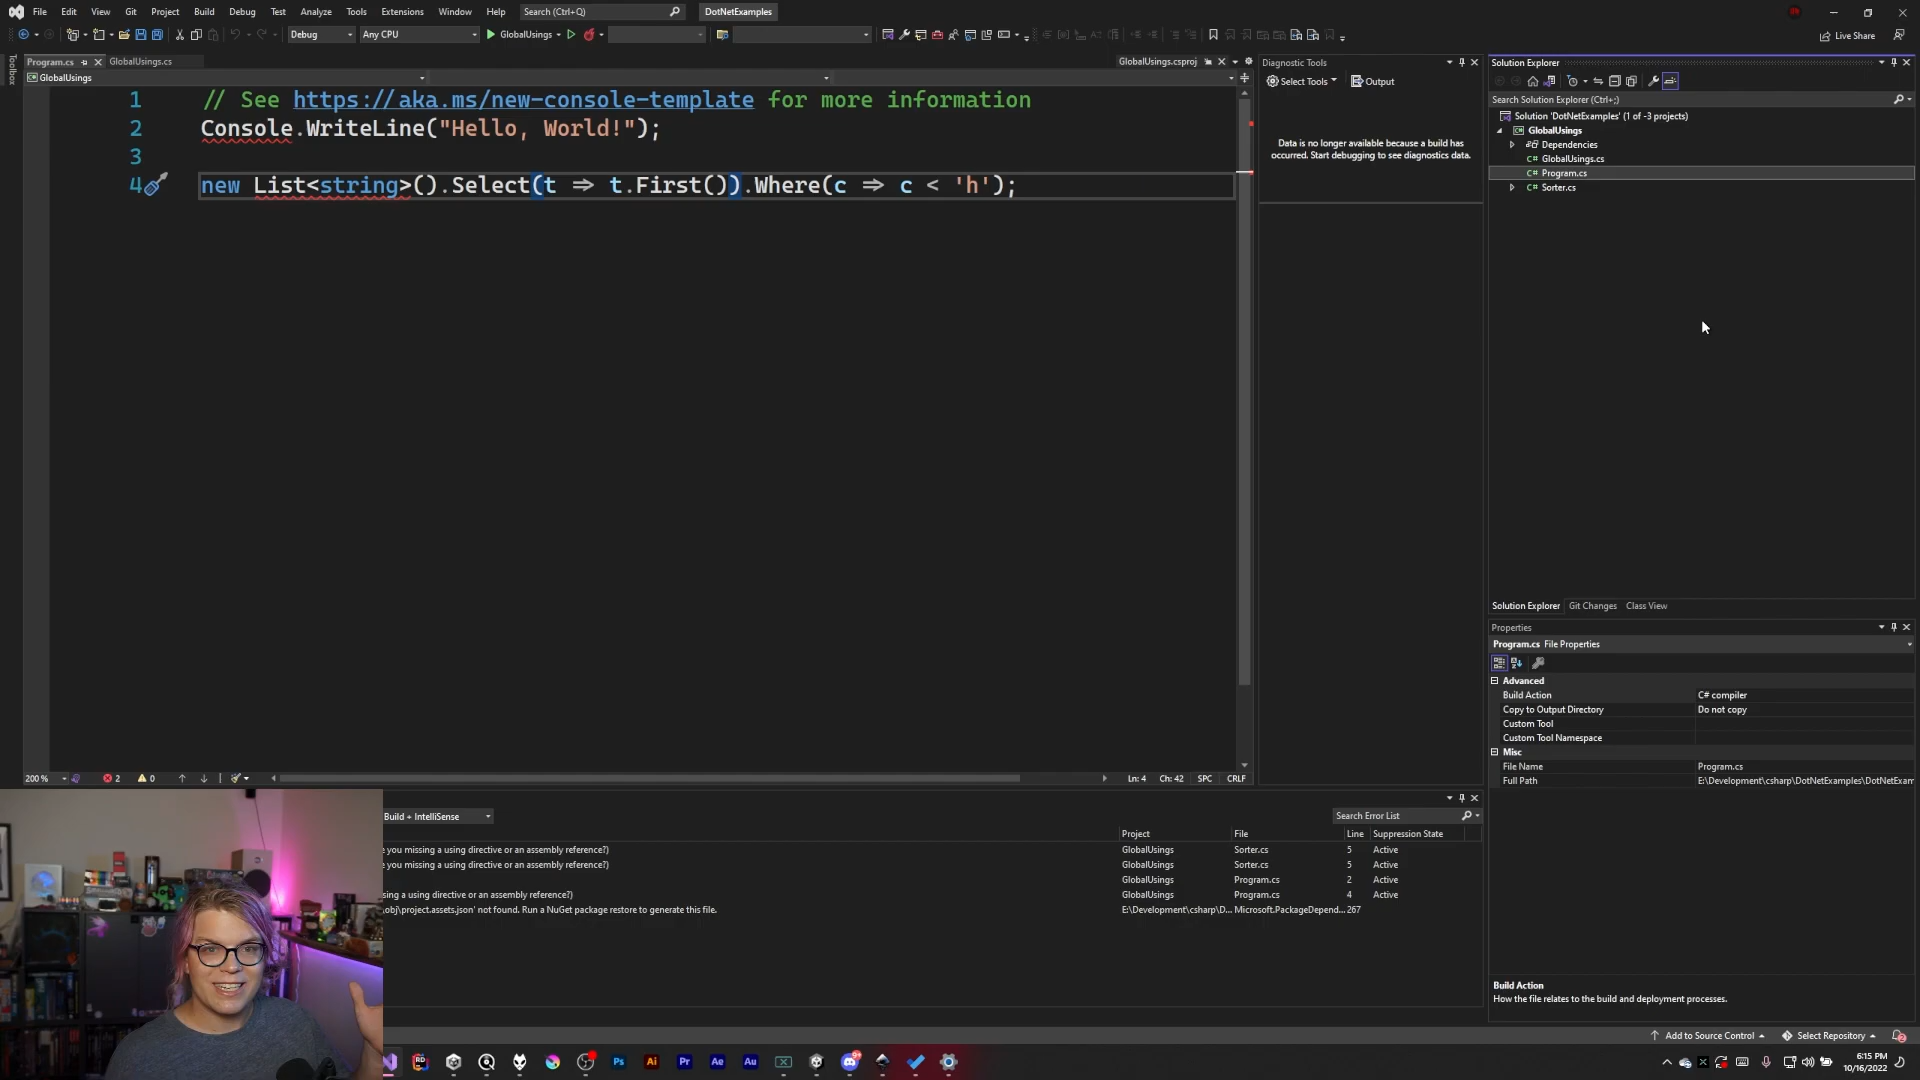 File Edit View Git Project Build Debug Test Analyze Tools Extensions Window Help Search (Ctrl+Q) DotNetExamples
Debug Any CPU GlobalUsings Live Share
Toolbox
Program.cs GlobalUsings.cs GlobalUsings.csproj
GlobalUsings
1 // See https://aka.ms/new-console-template for more information
2 Console.WriteLine("Hello, World!");
3
4 new List<string>().Select(t => t.First()).Where(c => c < 'h');
200 % 2 0 Ln: 4 Ch: 42 SPC CRLF
Diagnostic Tools
Select Tools Output
Data is no longer available because a build has
occurred. Start debugging to see diagnostics data.
Solution Explorer
Search Solution Explorer (Ctrl+;)
Solution 'DotNetExamples' (1 of -3 projects)
GlobalUsings
Dependencies
C# GlobalUsings.cs
C# Program.cs
C# Sorter.cs
Solution Explorer Git Changes Class View
Properties
Program.cs File Properties
Advanced
Build Action C# compiler
Copy to Output Directory Do not copy
Custom Tool
Custom Tool Namespace
Misc
File Name Program.cs
Full Path E:\Development\csharp\DotNetExamples\DotNetExam
Build Action
How the file relates to the build and deployment processes.
Build + IntelliSense Search Error List
Project File Line Suppression State
e you missing a using directive or an assembly reference?) GlobalUsings Sorter.cs 5 Active
e you missing a using directive or an assembly reference?) GlobalUsings Sorter.cs 5 Active
GlobalUsings Program.cs 2 Active
sing a using directive or an assembly reference?) GlobalUsings Program.cs 4 Active
\obj\project.assets.json' not found. Run a NuGet package restore to generate this file. E:\Development\csharp\D... Microsoft.PackageDepend... 267
Add to Source Control Select Repository 2
RD Ps Ai Pr Ae Au
6:15 PM
10/16/2022